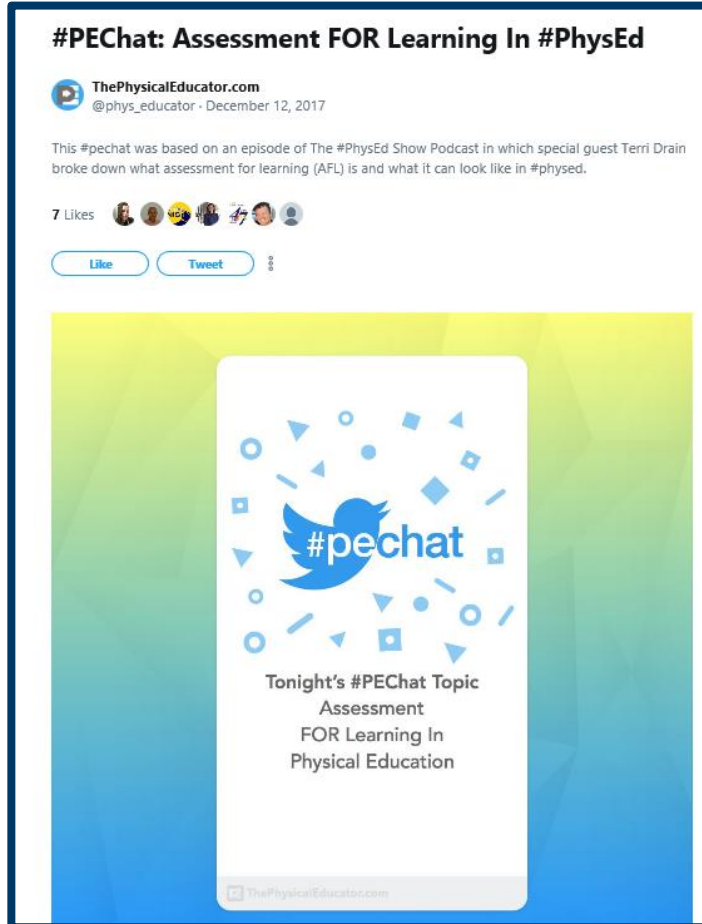 #PEChat: Assessment FOR Learning In #PhysEd
ThePhysicalEducator.com
@phys_educator · December 12, 2017
This #pechat was based on an episode of The #PhysEd Show Podcast in which special guest Terri Drain
broke down what assessment for learning (AFL) is and what it can look like in #physed.
7 Likes
Like
Tweet
#pechat
Tonight's #PEChat Topic
Assessment
FOR Learning In
Physical Education
ThePhysicalEducator.com